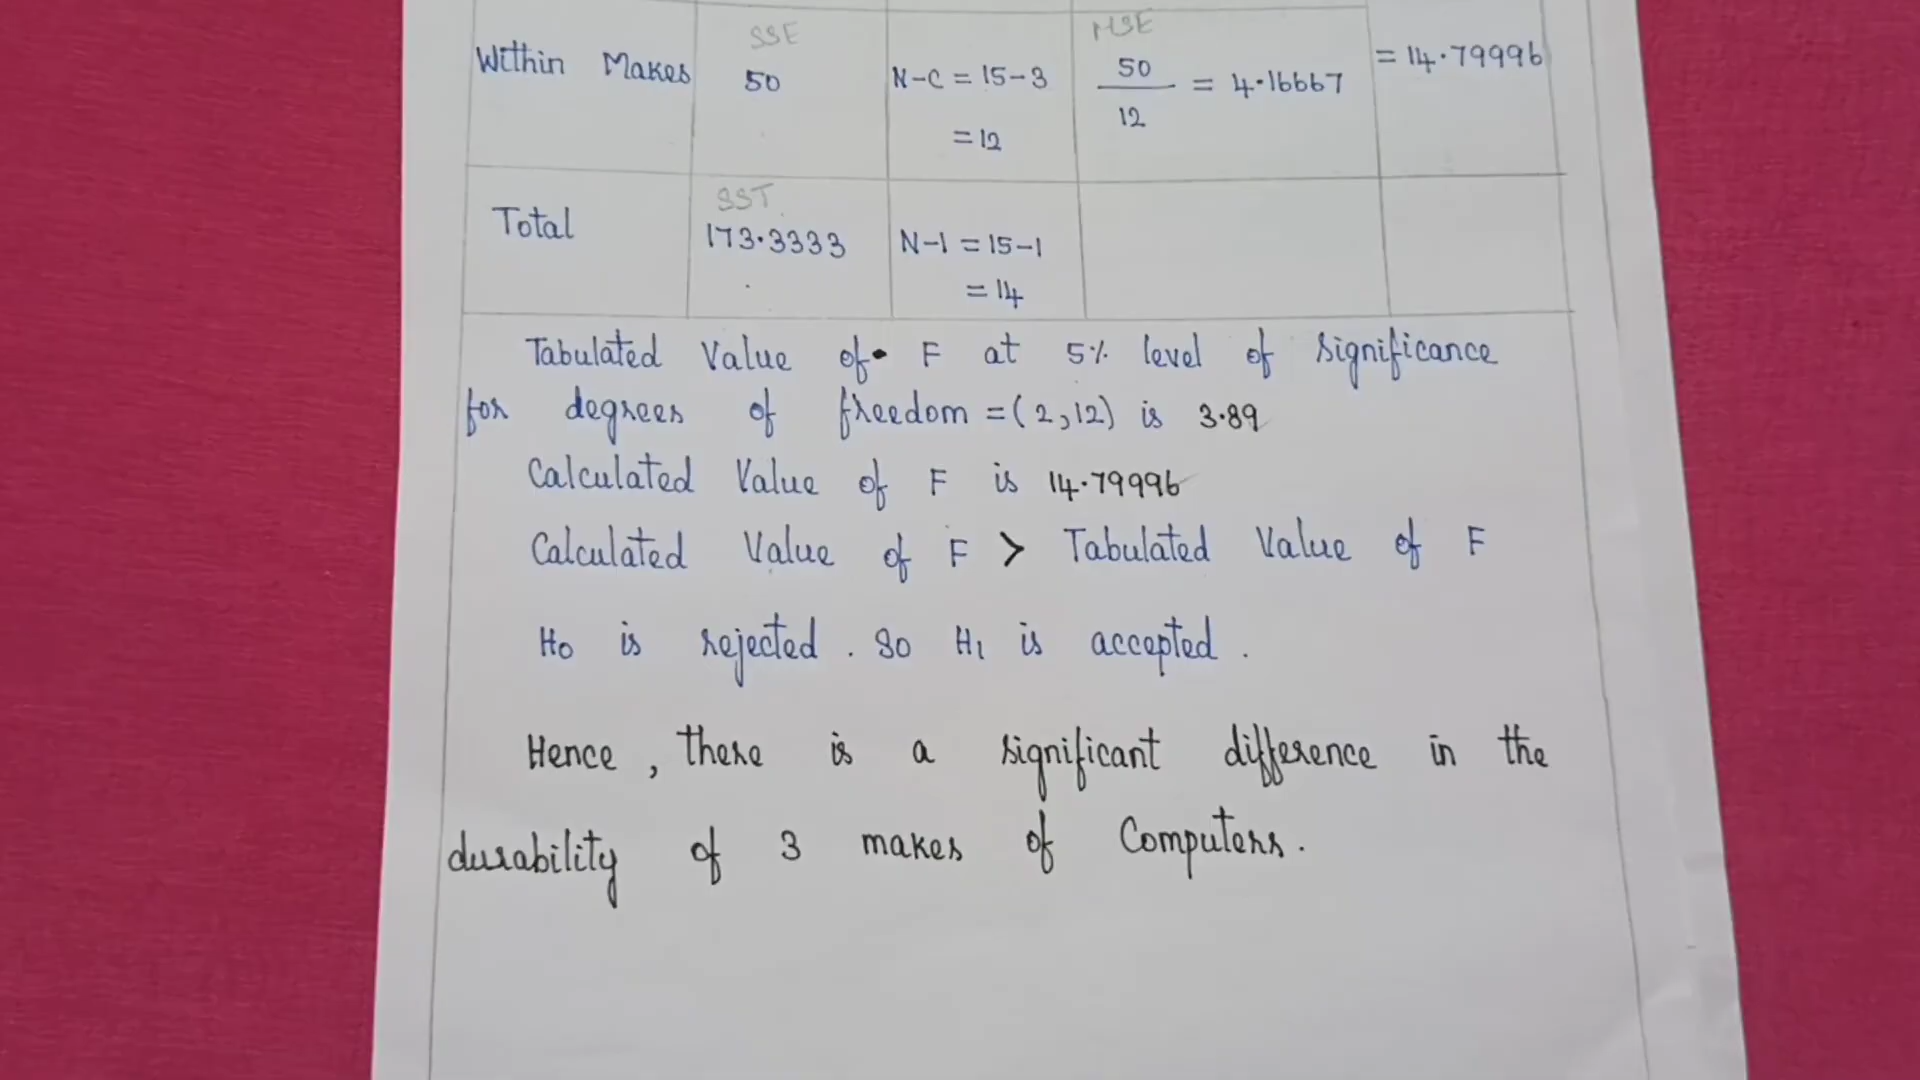 SSE MSE
Within Makes 50 N-C = 15-3 50/12 = 4.16667 = 14.79996
= 12
SST
Total 173.3333 N-1 = 15-1
= 14
Tabulated Value of F at 5% level of significance
for degrees of freedom = (2,12) is 3.89
Calculated Value of F is 14.79996
Calculated Value of F > Tabulated Value of F
H0 is rejected. So H1 is accepted.
Hence, there is a significant difference in the
durability of 3 makes of Computers.